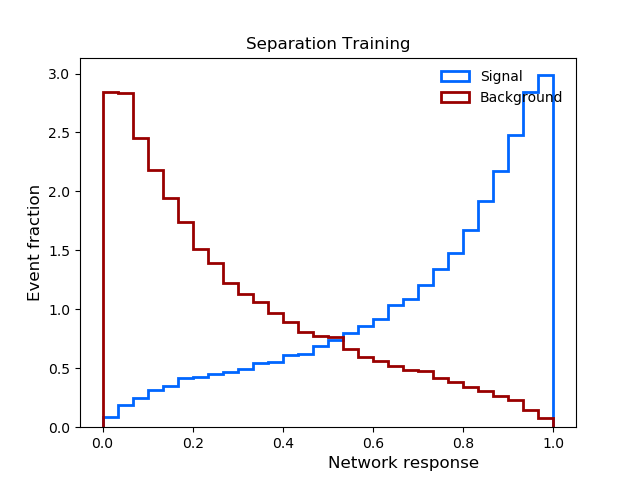 Separation Training
Signal
Background
3.0
2.5
2.0
1.5
1.0
0.5
0.0
Event fraction
0.0 0.2 0.4 0.6 0.8 1.0
Network response